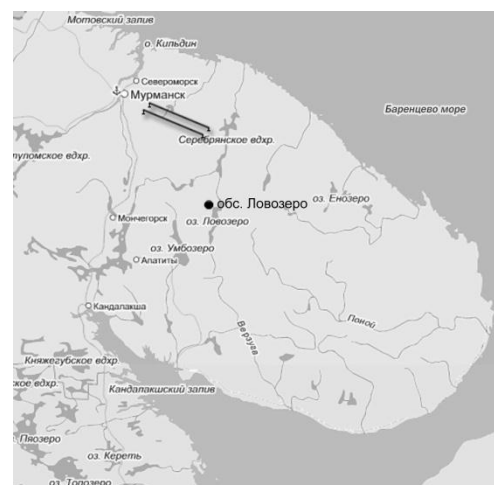 Мотовский залив
о. Кильдин
Североморск
Мурманск
Баренцево море
Серебрянское вдхр.
лупомское вдхр.
обс. Ловозеро
оз. Енозеро
Мончегорск
оз. Ловозеро
оз. Умбозеро
Апатиты
Кандалакша
Поной
Варзуга
Княжегубское вдхр.
ское вдхр.
Кандалакшский залив
Пяозеро
оз. Кереть
оз. Топозеро